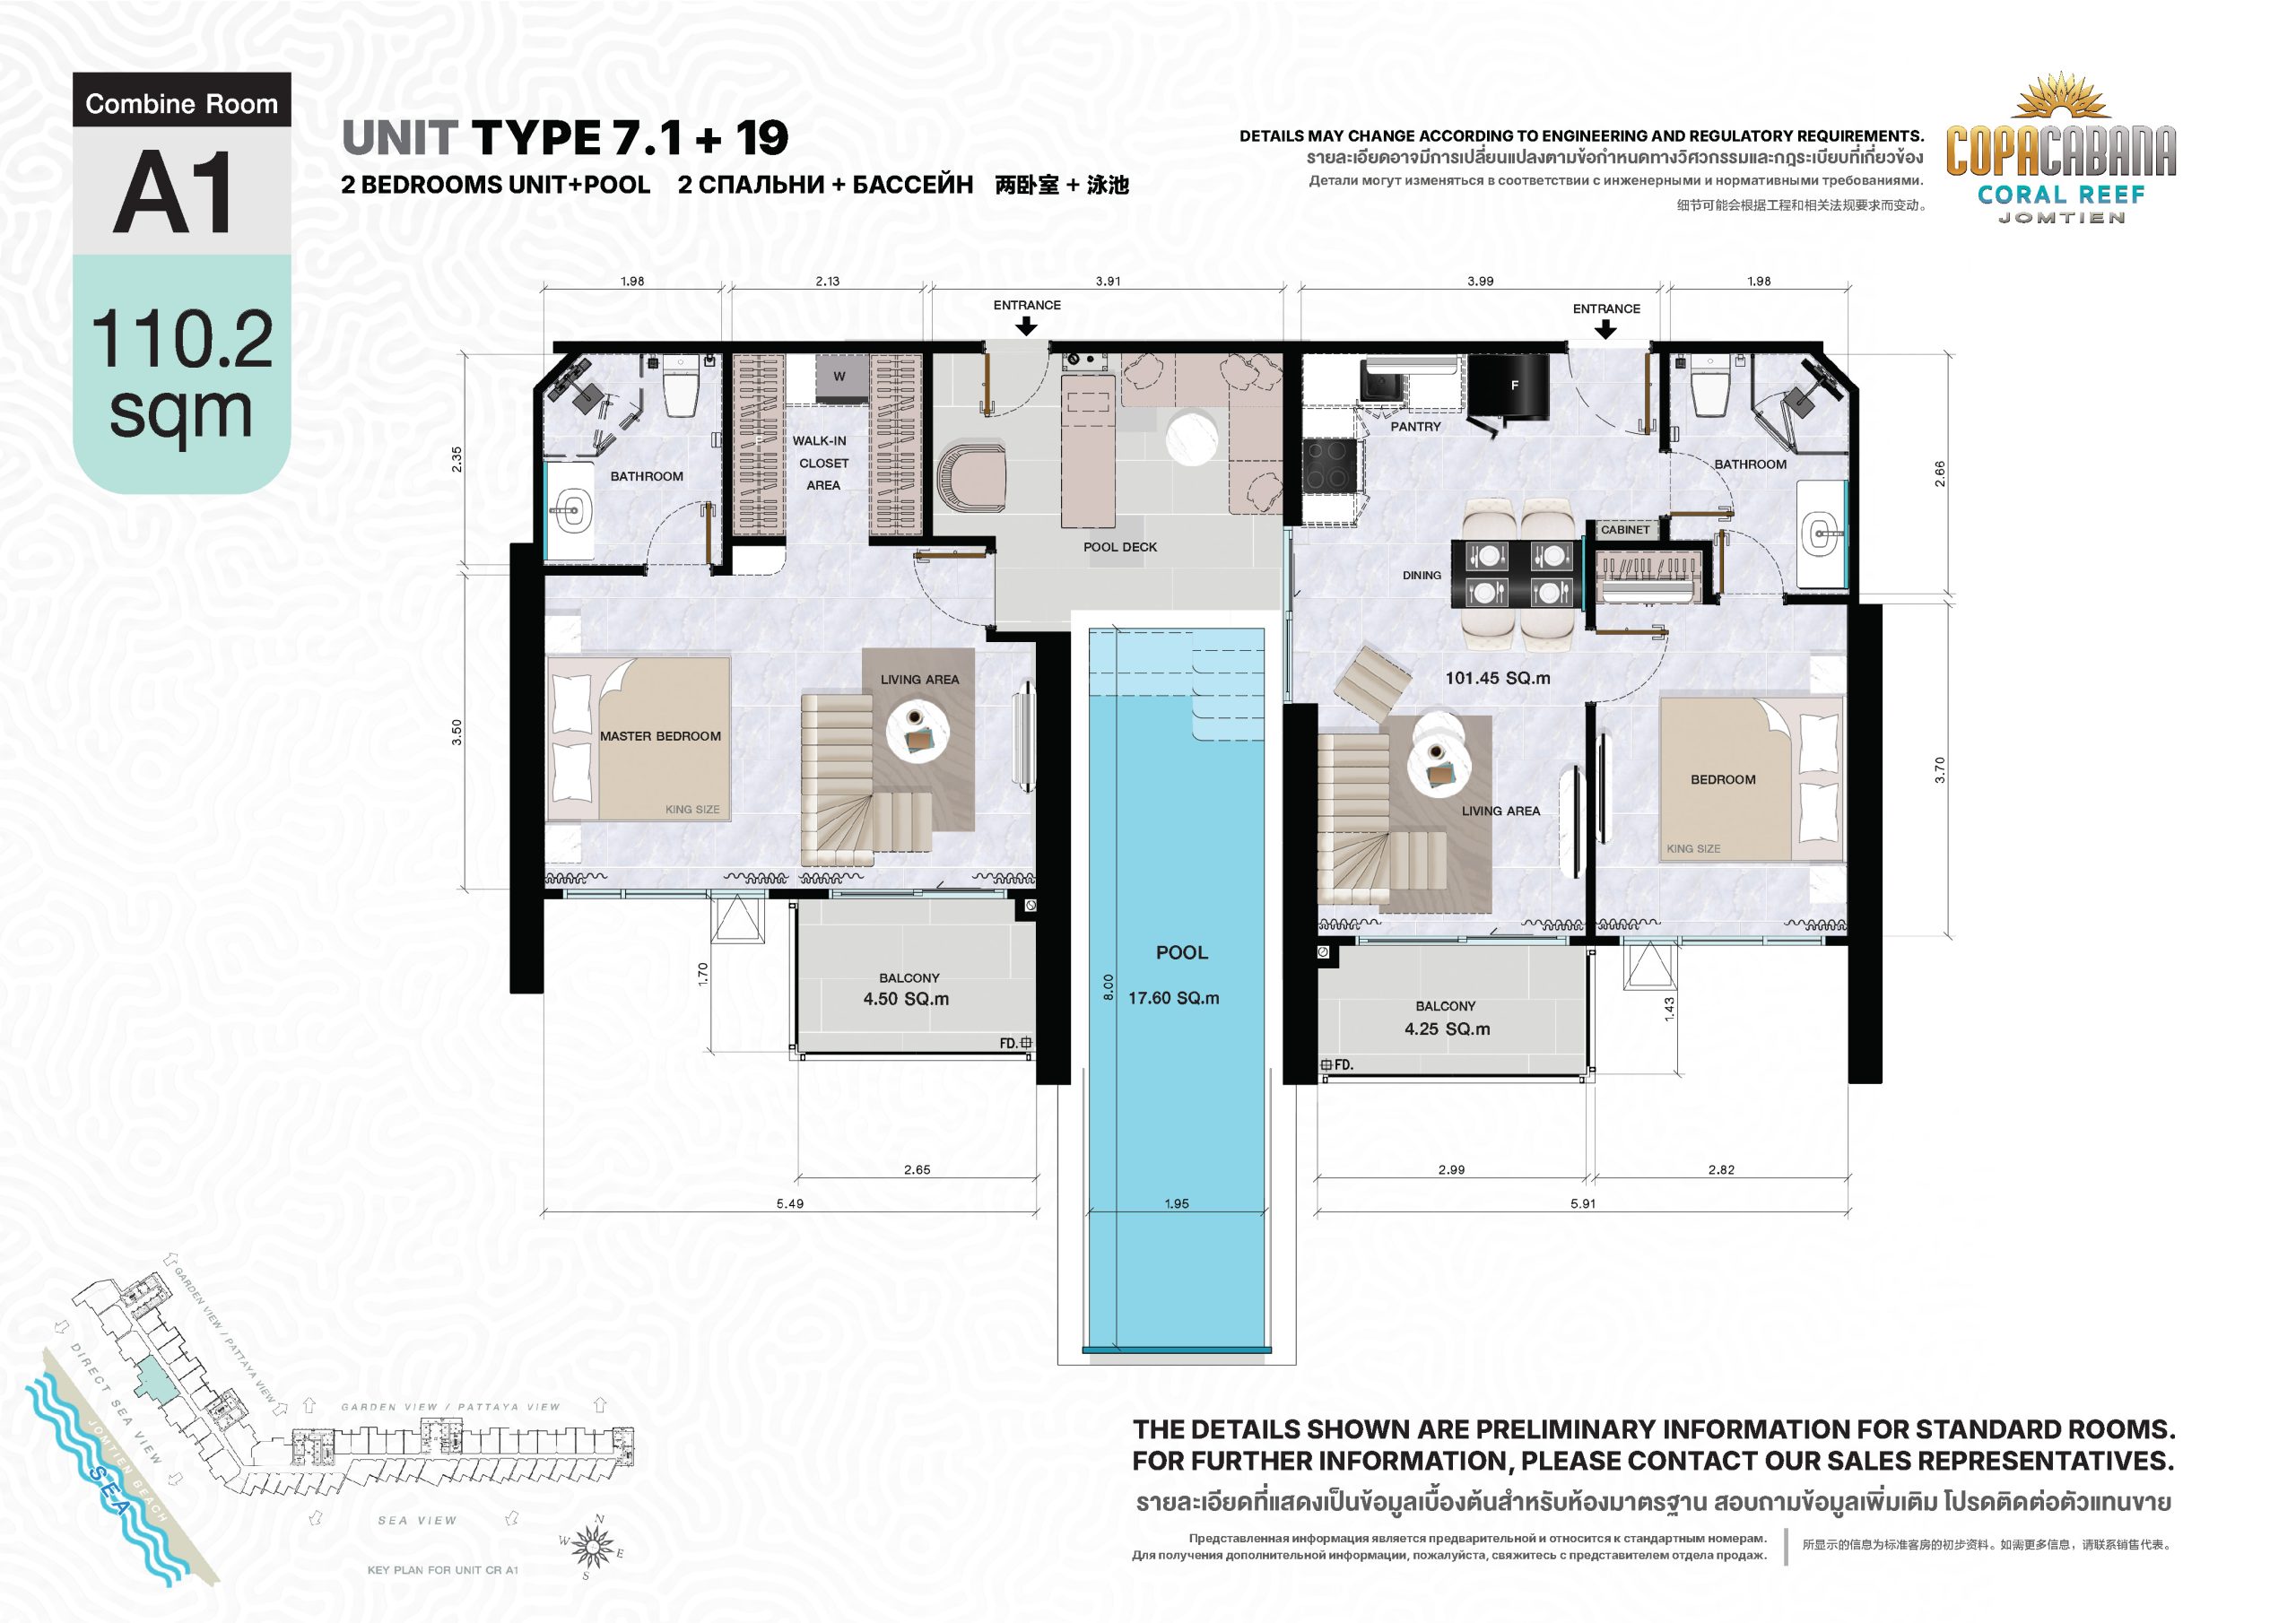 Combine Room
A1
110.2
sqm
UNIT TYPE 7.1 + 19
2 BEDROOMS UNIT+POOL 2 СПАЛЬНИ + БАССЕЙН 两卧室 + 泳池
DETAILS MAY CHANGE ACCORDING TO ENGINEERING AND REGULATORY REQUIREMENTS.
รายละเอียดอาจมีการเปลี่ยนแปลงตามข้อกำหนดทางวิศวกรรมและกฎระเบียบที่เกี่ยวข้อง
Детали могут изменяться в соответствии с инженерными и нормативными требованиями.
细节可能会根据工程和相关法规要求而变动。
COPACABANA
CORAL REEF
JOMTIEN
1.98
2.13
3.91
3.99
1.98
ENTRANCE
ENTRANCE
W
F
PANTRY
WALK-IN
CLOSET
AREA
BATHROOM
BATHROOM
2.35
2.66
CABINET
POOL DECK
DINING
LIVING AREA
101.45 SQ.m
MASTER BEDROOM
KING SIZE
3.50
3.70
BEDROOM
LIVING AREA
KING SIZE
POOL
17.60 SQ.m
8.00
1.70
BALCONY
4.50 SQ.m
FD.
BALCONY
4.25 SQ.m
FD.
1.43
2.65
2.99
2.82
5.49
1.95
5.91
GARDEN VIEW / PATTAYA VIEW
DIRECT SEA VIEW
JOMTIEN BEACH
SEA
GARDEN VIEW / PATTAYA VIEW
SEA VIEW
N
W
E
S
KEY PLAN FOR UNIT CR A1
THE DETAILS SHOWN ARE PRELIMINARY INFORMATION FOR STANDARD ROOMS.
FOR FURTHER INFORMATION, PLEASE CONTACT OUR SALES REPRESENTATIVES.
รายละเอียดที่แสดงเป็นข้อมูลเบื้องต้นสำหรับห้องมาตรฐาน สอบถามข้อมูลเพิ่มเติม โปรดติดต่อตัวแทนขาย
Представленная информация является предварительной и относится к стандартным номерам.
Для получения дополнительной информации, пожалуйста, свяжитесь с представителем отдела продаж.
所显示的信息为标准客房的初步资料。如需更多信息，请联系销售代表。